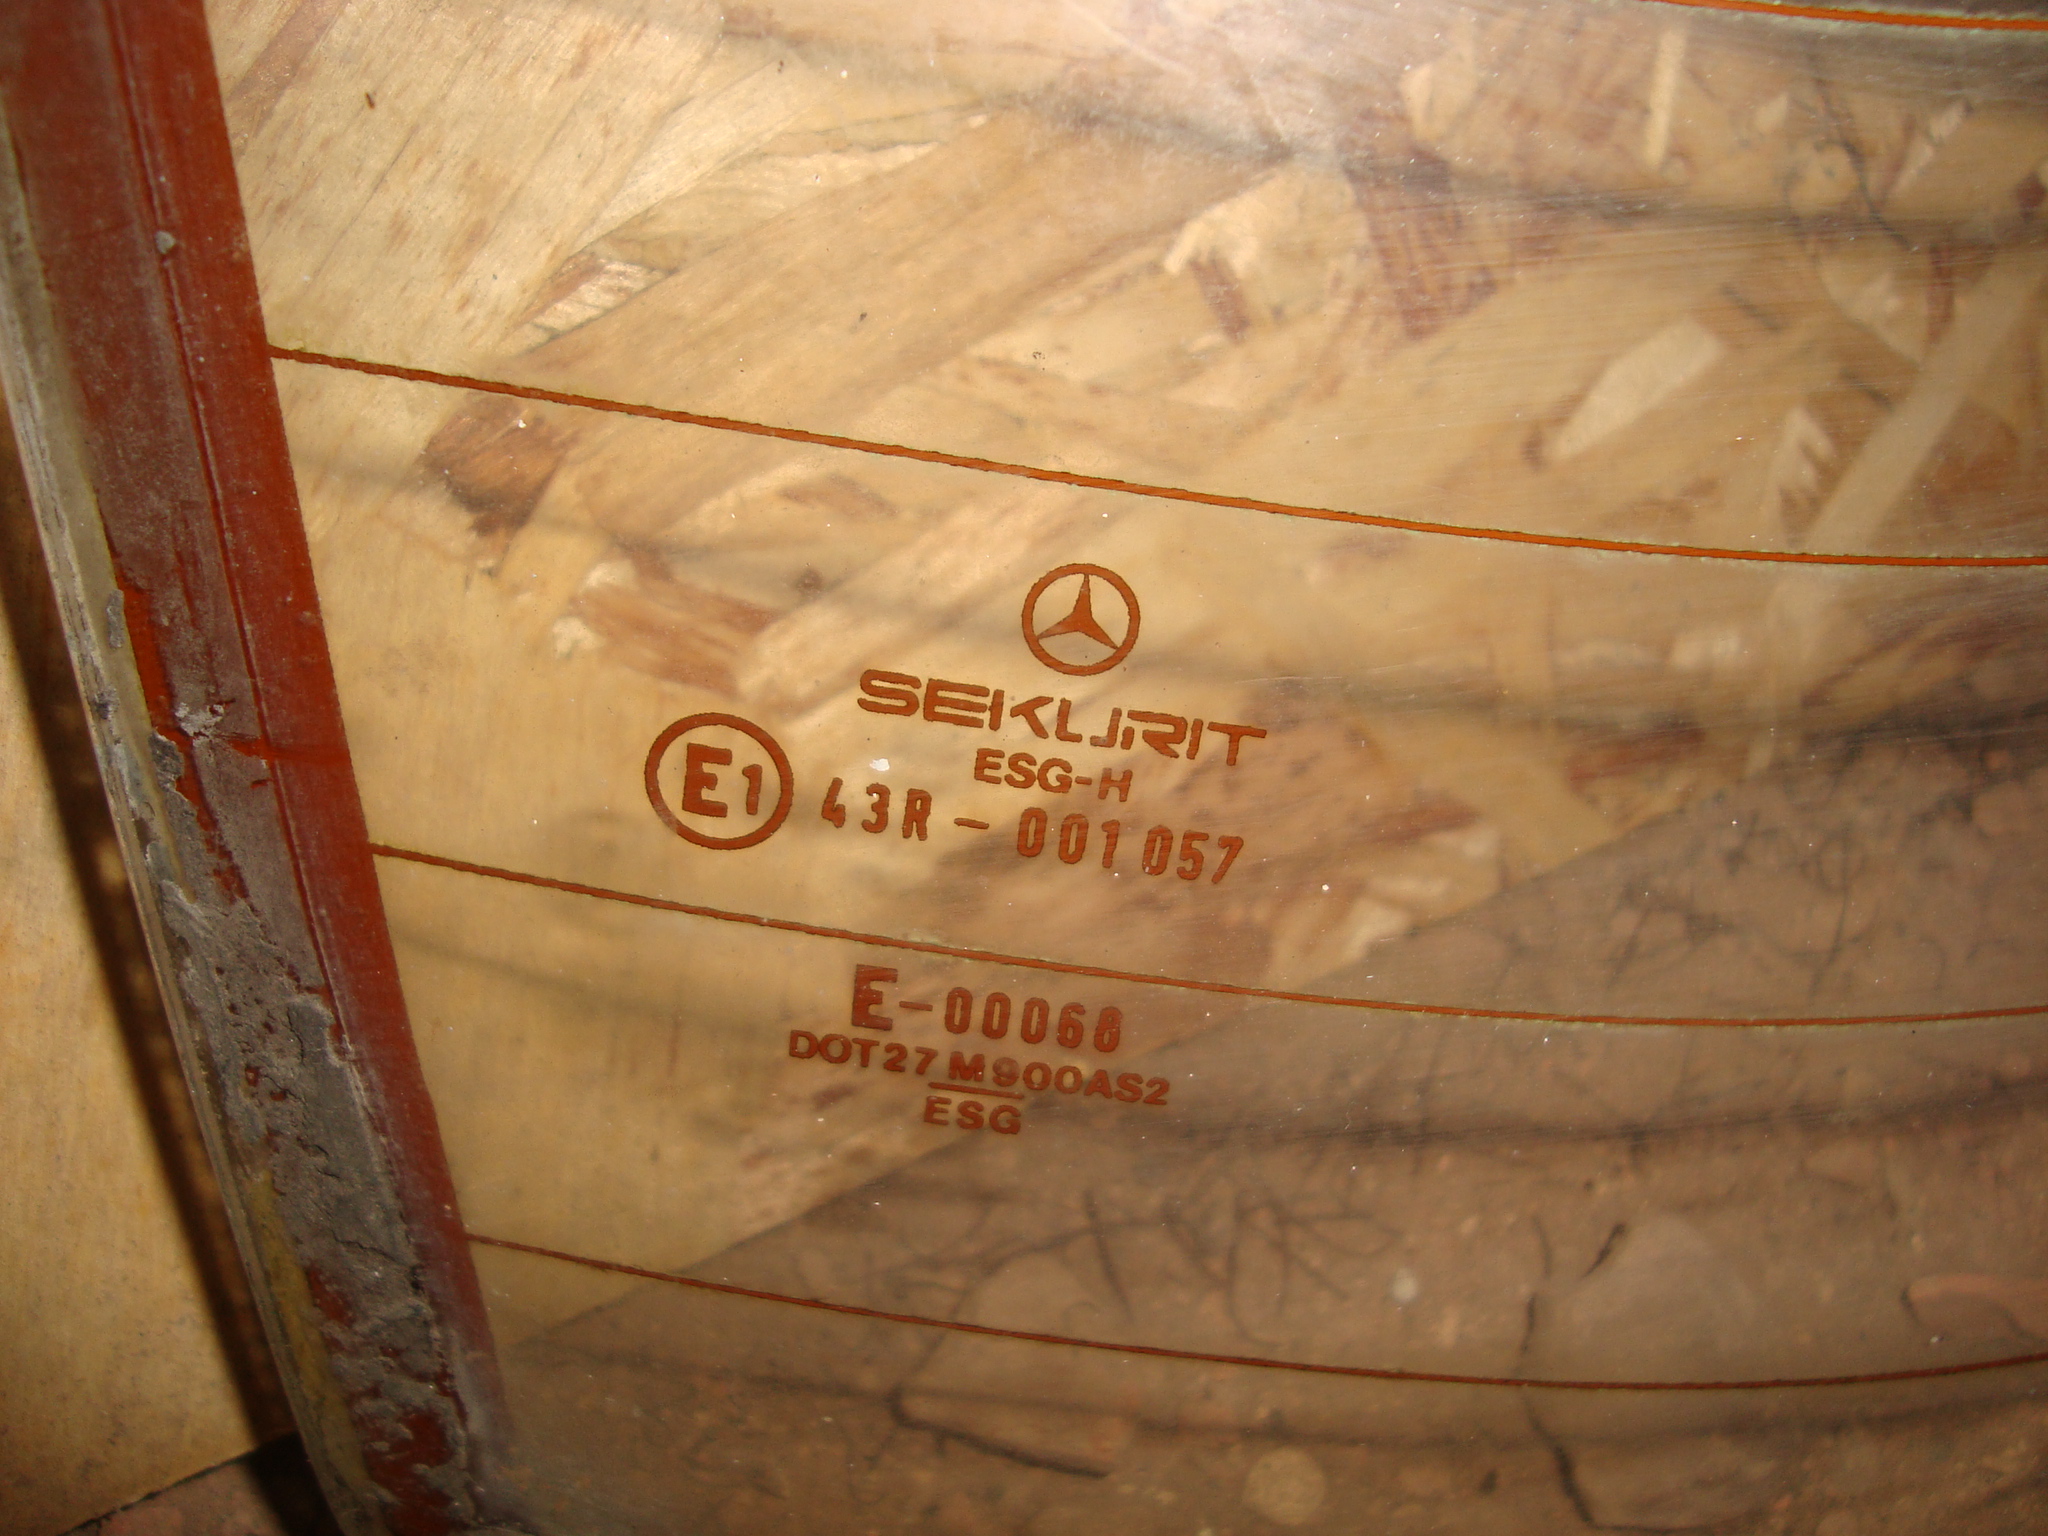 SEKURIT
ESG-H
E1 43R - 001057
E-00068
DOT27 M900AS2
ESG